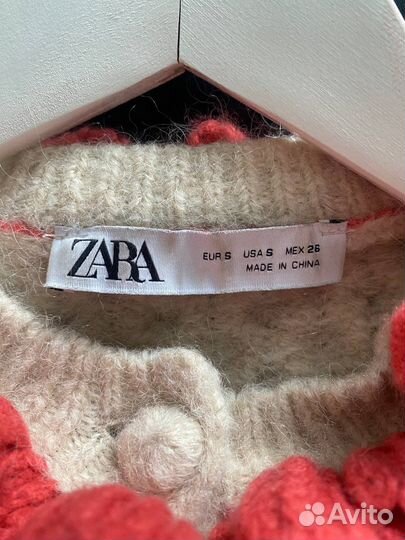 ZARA
EUR S USA S MEX 26
MADE IN CHINA
Avito